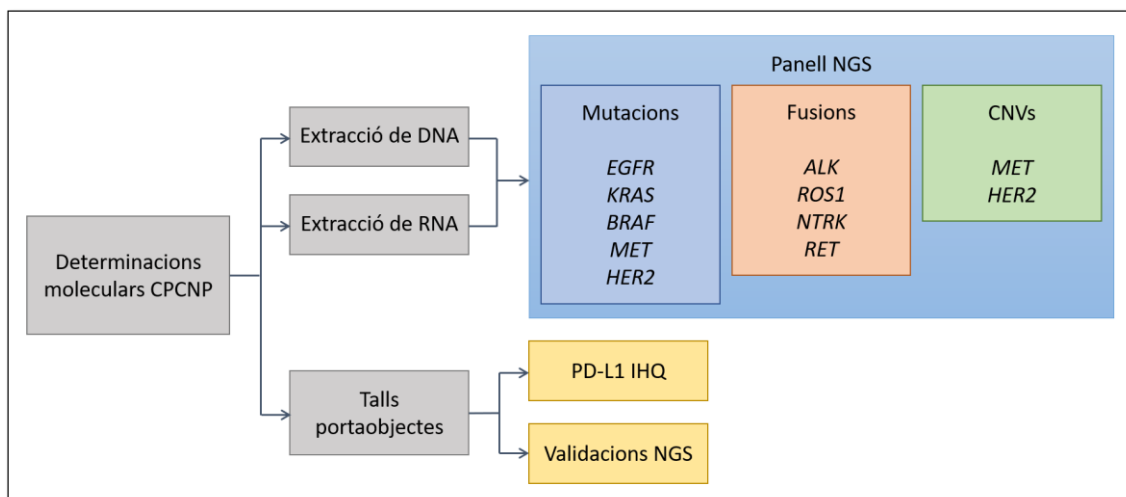 Determinacions
moleculars CPCNP
Extracció de DNA
Extracció de RNA
Panell NGS
Mutacions
EGFR
KRAS
BRAF
MET
HER2
Fusions
ALK
ROS1
NTRK
RET
CNVs
MET
HER2
Talls
portaobjectes
PD-L1 IHQ
Validacions NGS